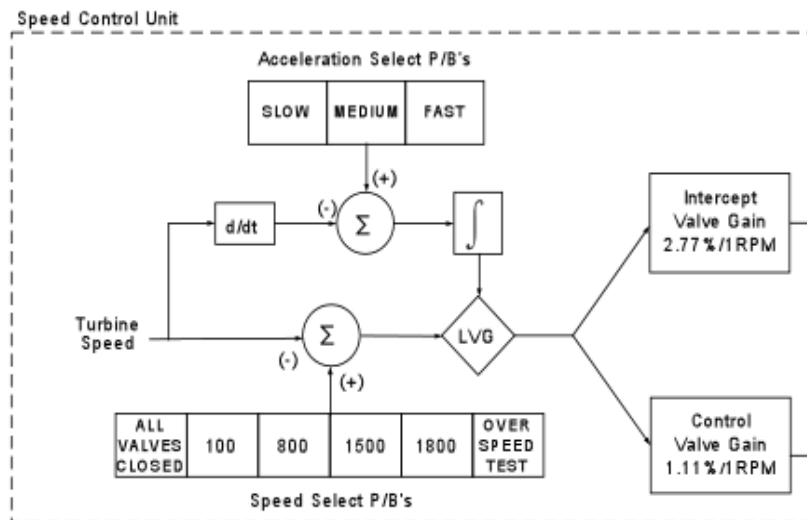 Speed Control Unit
Acceleration Select P/B's
SLOW
MEDIUM
FAST
(+)
(-)
Σ
d/dt
∫
Intercept
Valve Gain
2.77%/1RPM
Turbine
Speed
(-)
Σ
(+)
LVG
ALL
VALVES
CLOSED
100
800
1500
1800
OVER
SPEED
TEST
Control
Valve Gain
1.11%/1RPM
Speed Select P/B's